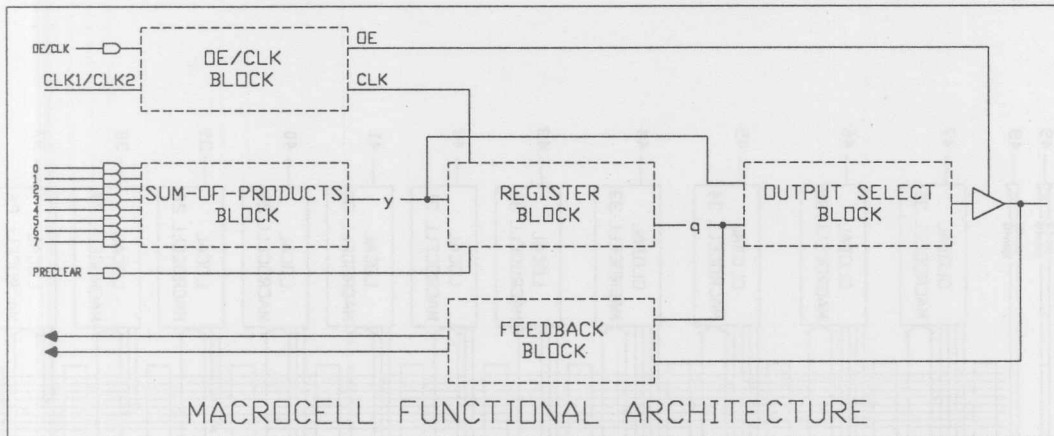 OE/CLK
CLK1/CLK2
OE/CLK
BLOCK
OE
CLK
0
1
2
3
4
5
6
7
SUM-OF-PRODUCTS
BLOCK
y
REGISTER
BLOCK
q
OUTPUT SELECT
BLOCK
PRECLEAR
FEEDBACK
BLOCK
MACROCELL FUNCTIONAL ARCHITECTURE